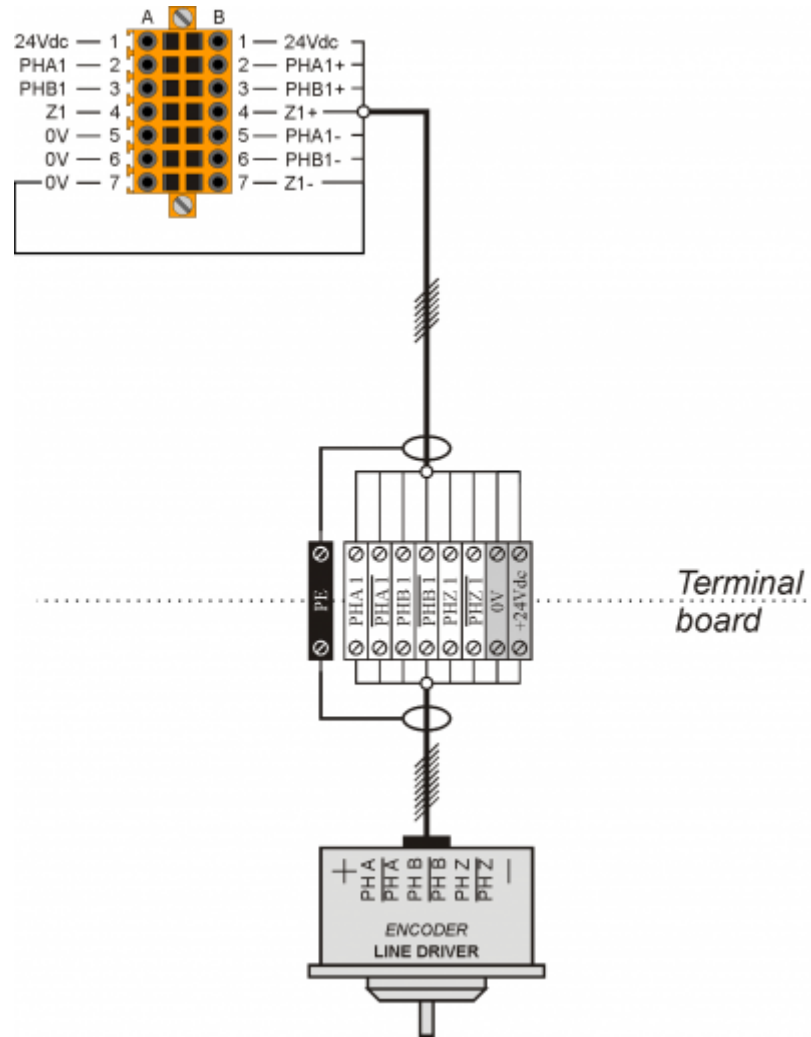 A B
24Vdc 1 1 24Vdc
PHA1 2 2 PHA1+
PHB1 3 3 PHB1+
Z1 4 4 Z1+
0V 5 5 PHA1-
0V 6 6 PHB1-
0V 7 7 Z1-
PE PHA 1 PHA 1 PHB 1 PHB 1 PHZ 1 PHZ 1 0V +24Vdc
Terminal
board
+ PH A PH A PH B PH B PH Z PH Z –
ENCODER
LINE DRIVER